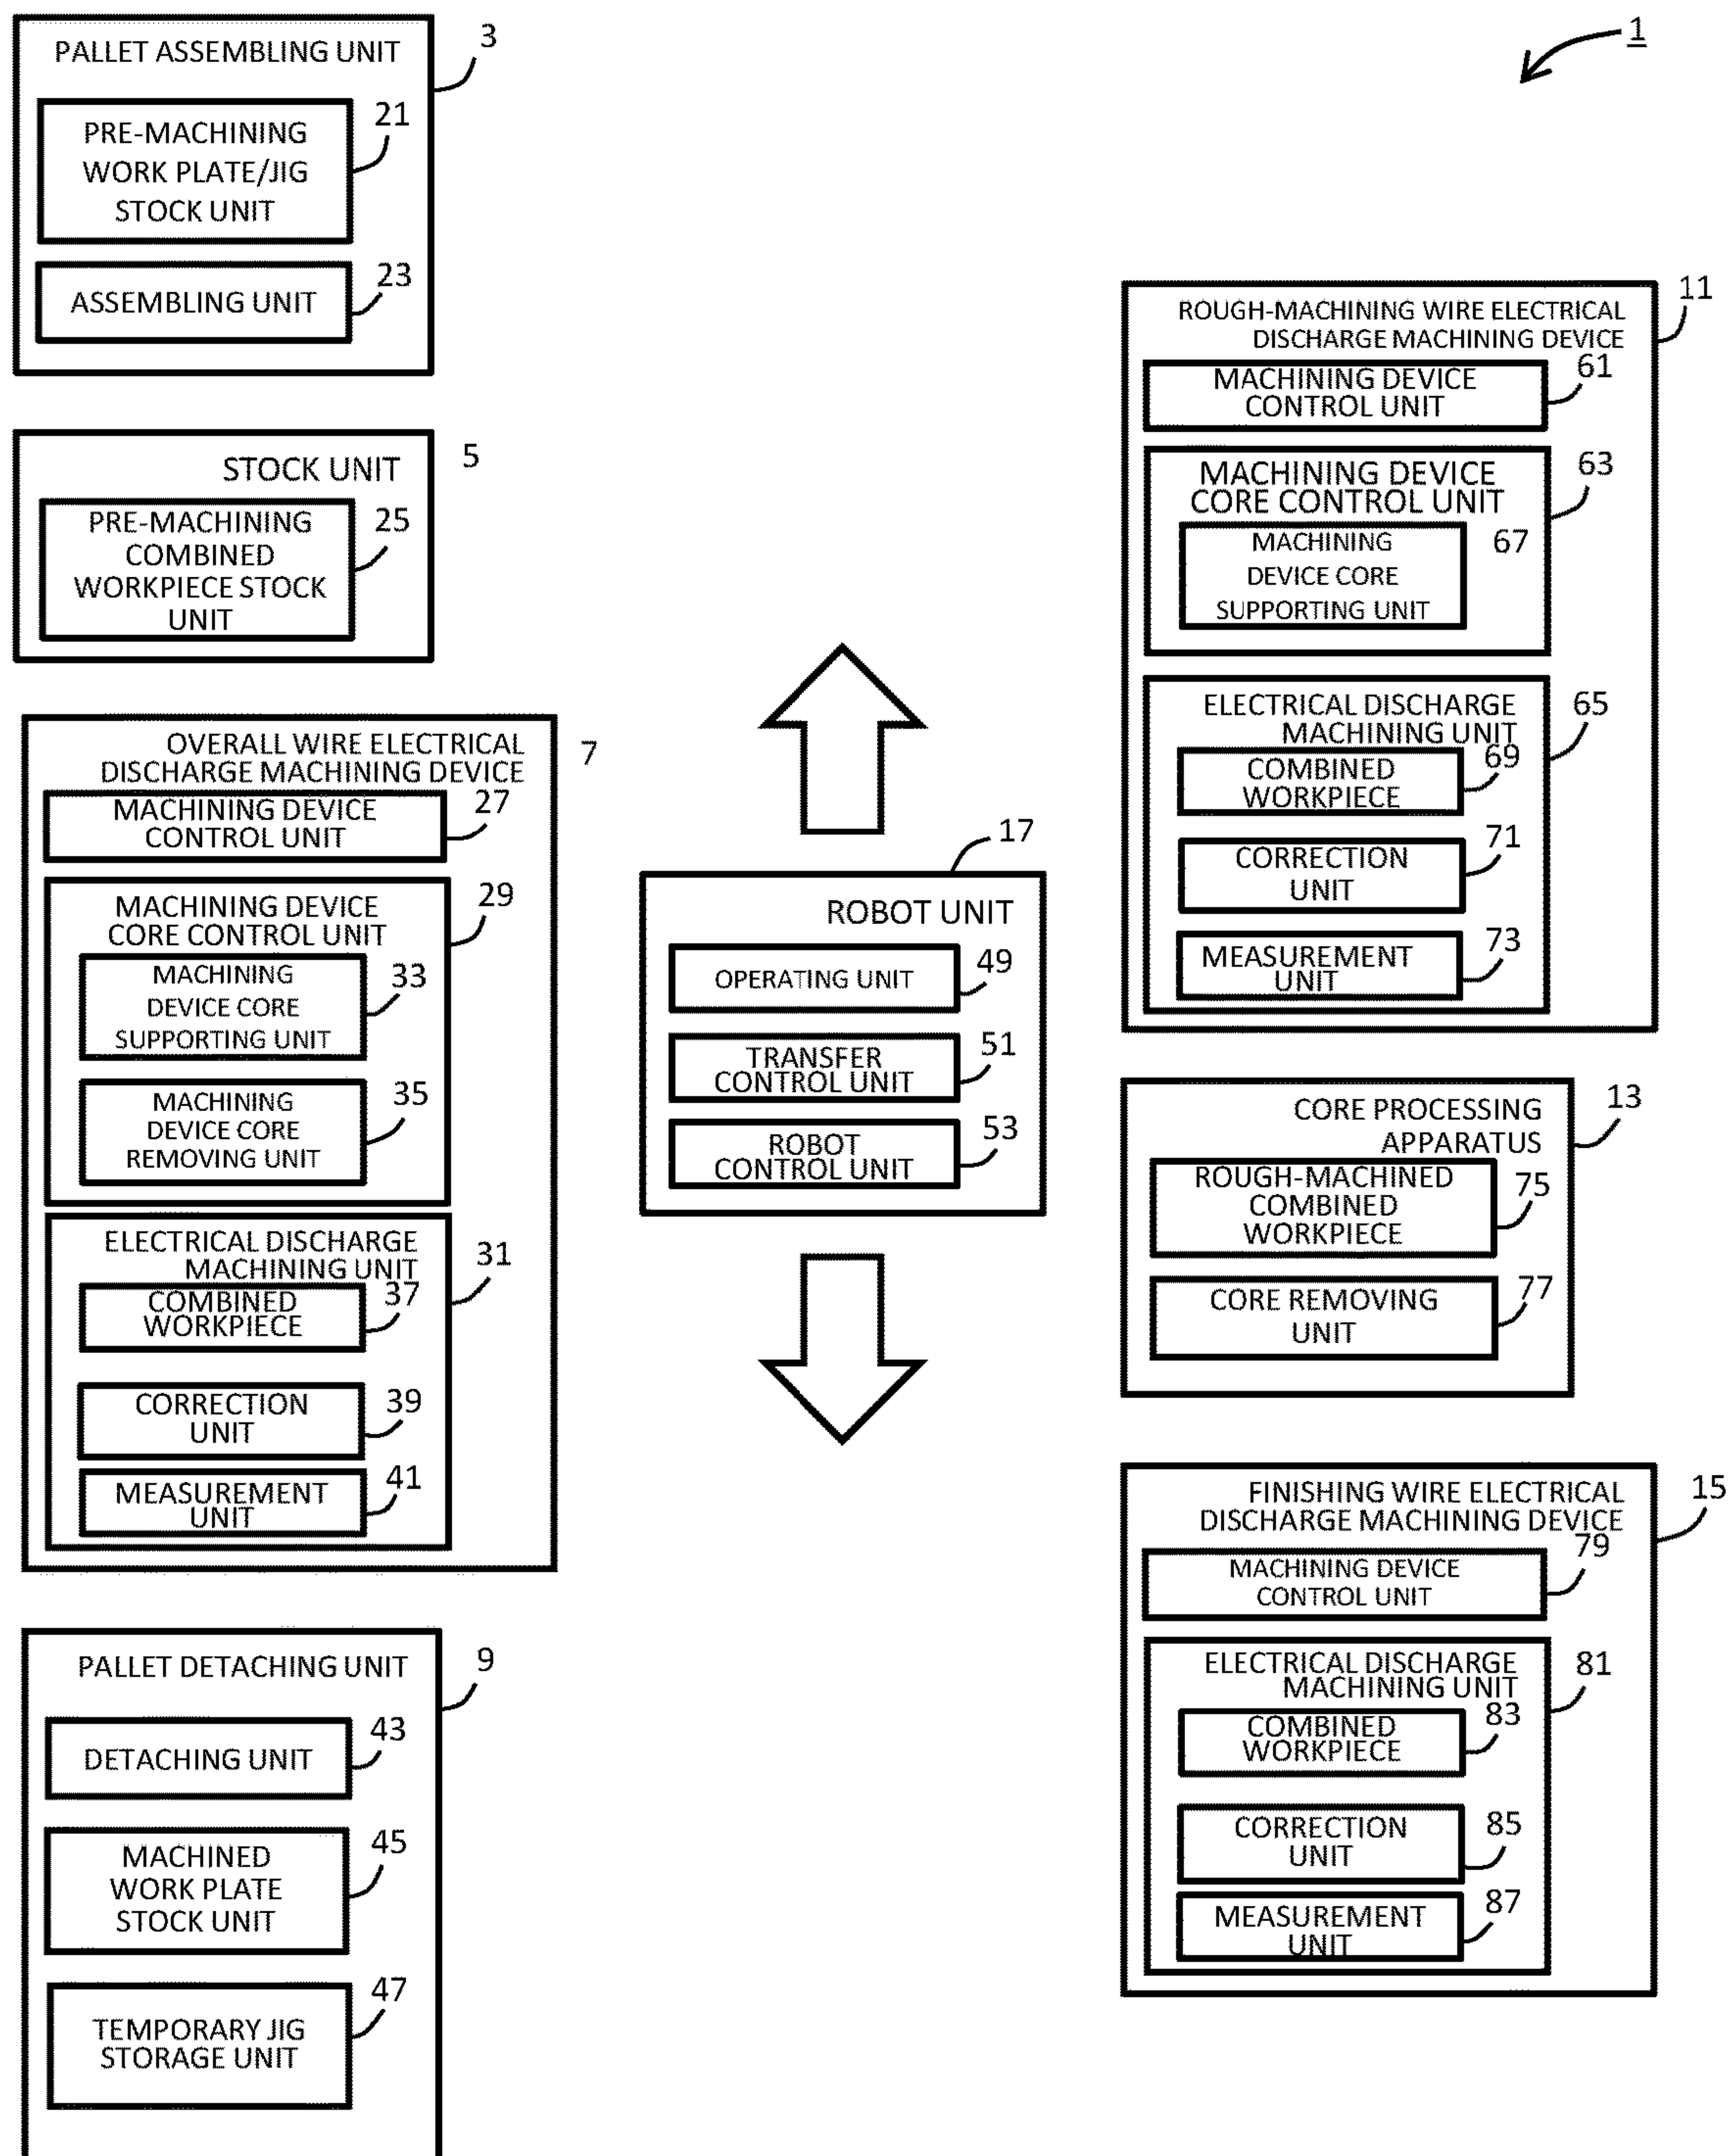 1
PALLET ASSEMBLING UNIT
3
PRE-MACHINING
WORK PLATE/JIG
STOCK UNIT
21
ASSEMBLING UNIT
23
STOCK UNIT
5
PRE-MACHINING
COMBINED
WORKPIECE STOCK
UNIT
25
OVERALL WIRE ELECTRICAL
DISCHARGE MACHINING DEVICE
7
MACHINING DEVICE
CONTROL UNIT
27
MACHINING DEVICE
CORE CONTROL UNIT
29
MACHINING
DEVICE CORE
SUPPORTING UNIT
33
MACHINING
DEVICE CORE
REMOVING UNIT
35
ELECTRICAL DISCHARGE
MACHINING UNIT
31
COMBINED
WORKPIECE
37
CORRECTION
UNIT
39
MEASUREMENT
UNIT
41
PALLET DETACHING UNIT
9
DETACHING UNIT
43
MACHINED
WORK PLATE
STOCK UNIT
45
TEMPORARY JIG
STORAGE UNIT
47
17
ROBOT UNIT
OPERATING UNIT
49
TRANSFER
CONTROL UNIT
51
ROBOT
CONTROL UNIT
53
ROUGH-MACHINING WIRE ELECTRICAL
DISCHARGE MACHINING DEVICE
11
MACHINING DEVICE
CONTROL UNIT
61
MACHINING DEVICE
CORE CONTROL UNIT
63
MACHINING
DEVICE CORE
SUPPORTING UNIT
67
ELECTRICAL DISCHARGE
MACHINING UNIT
65
COMBINED
WORKPIECE
69
CORRECTION
UNIT
71
MEASUREMENT
UNIT
73
CORE PROCESSING
APPARATUS
13
ROUGH-MACHINED
COMBINED
WORKPIECE
75
CORE REMOVING
UNIT
77
FINISHING WIRE ELECTRICAL
DISCHARGE MACHINING DEVICE
15
MACHINING DEVICE
CONTROL UNIT
79
ELECTRICAL DISCHARGE
MACHINING UNIT
81
COMBINED
WORKPIECE
83
CORRECTION
UNIT
85
MEASUREMENT
UNIT
87